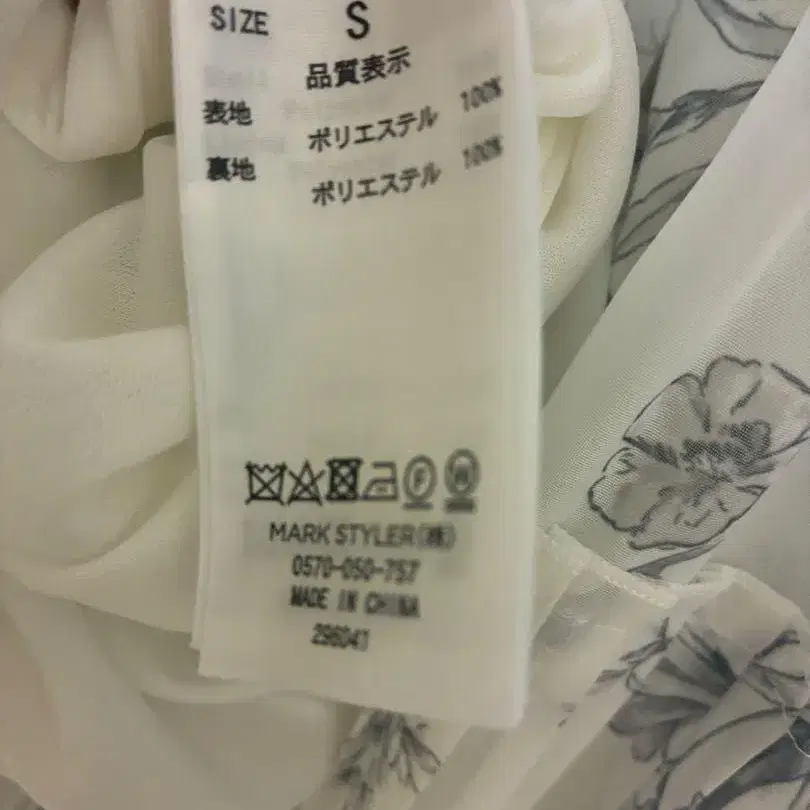 SIZE S
品質表示
表地 ポリエステル 100%
裏地 ポリエステル 100%
F W
MARK STYLER(株)
0570-050-757
MADE IN CHINA
296041